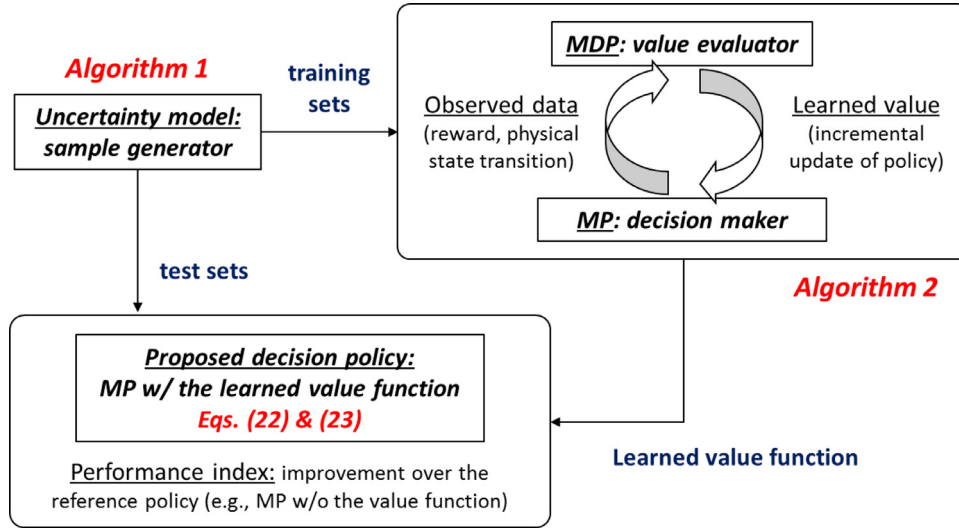 Algorithm 1
Uncertainty model:
sample generator
training
sets
MDP: value evaluator
Observed data
(reward, physical
state transition)
Learned value
(incremental
update of policy)
MP: decision maker
Algorithm 2
test sets
Proposed decision policy:
MP w/ the learned value function
Eqs. (22) & (23)
Performance index: improvement over the
reference policy (e.g., MP w/o the value function)
Learned value function